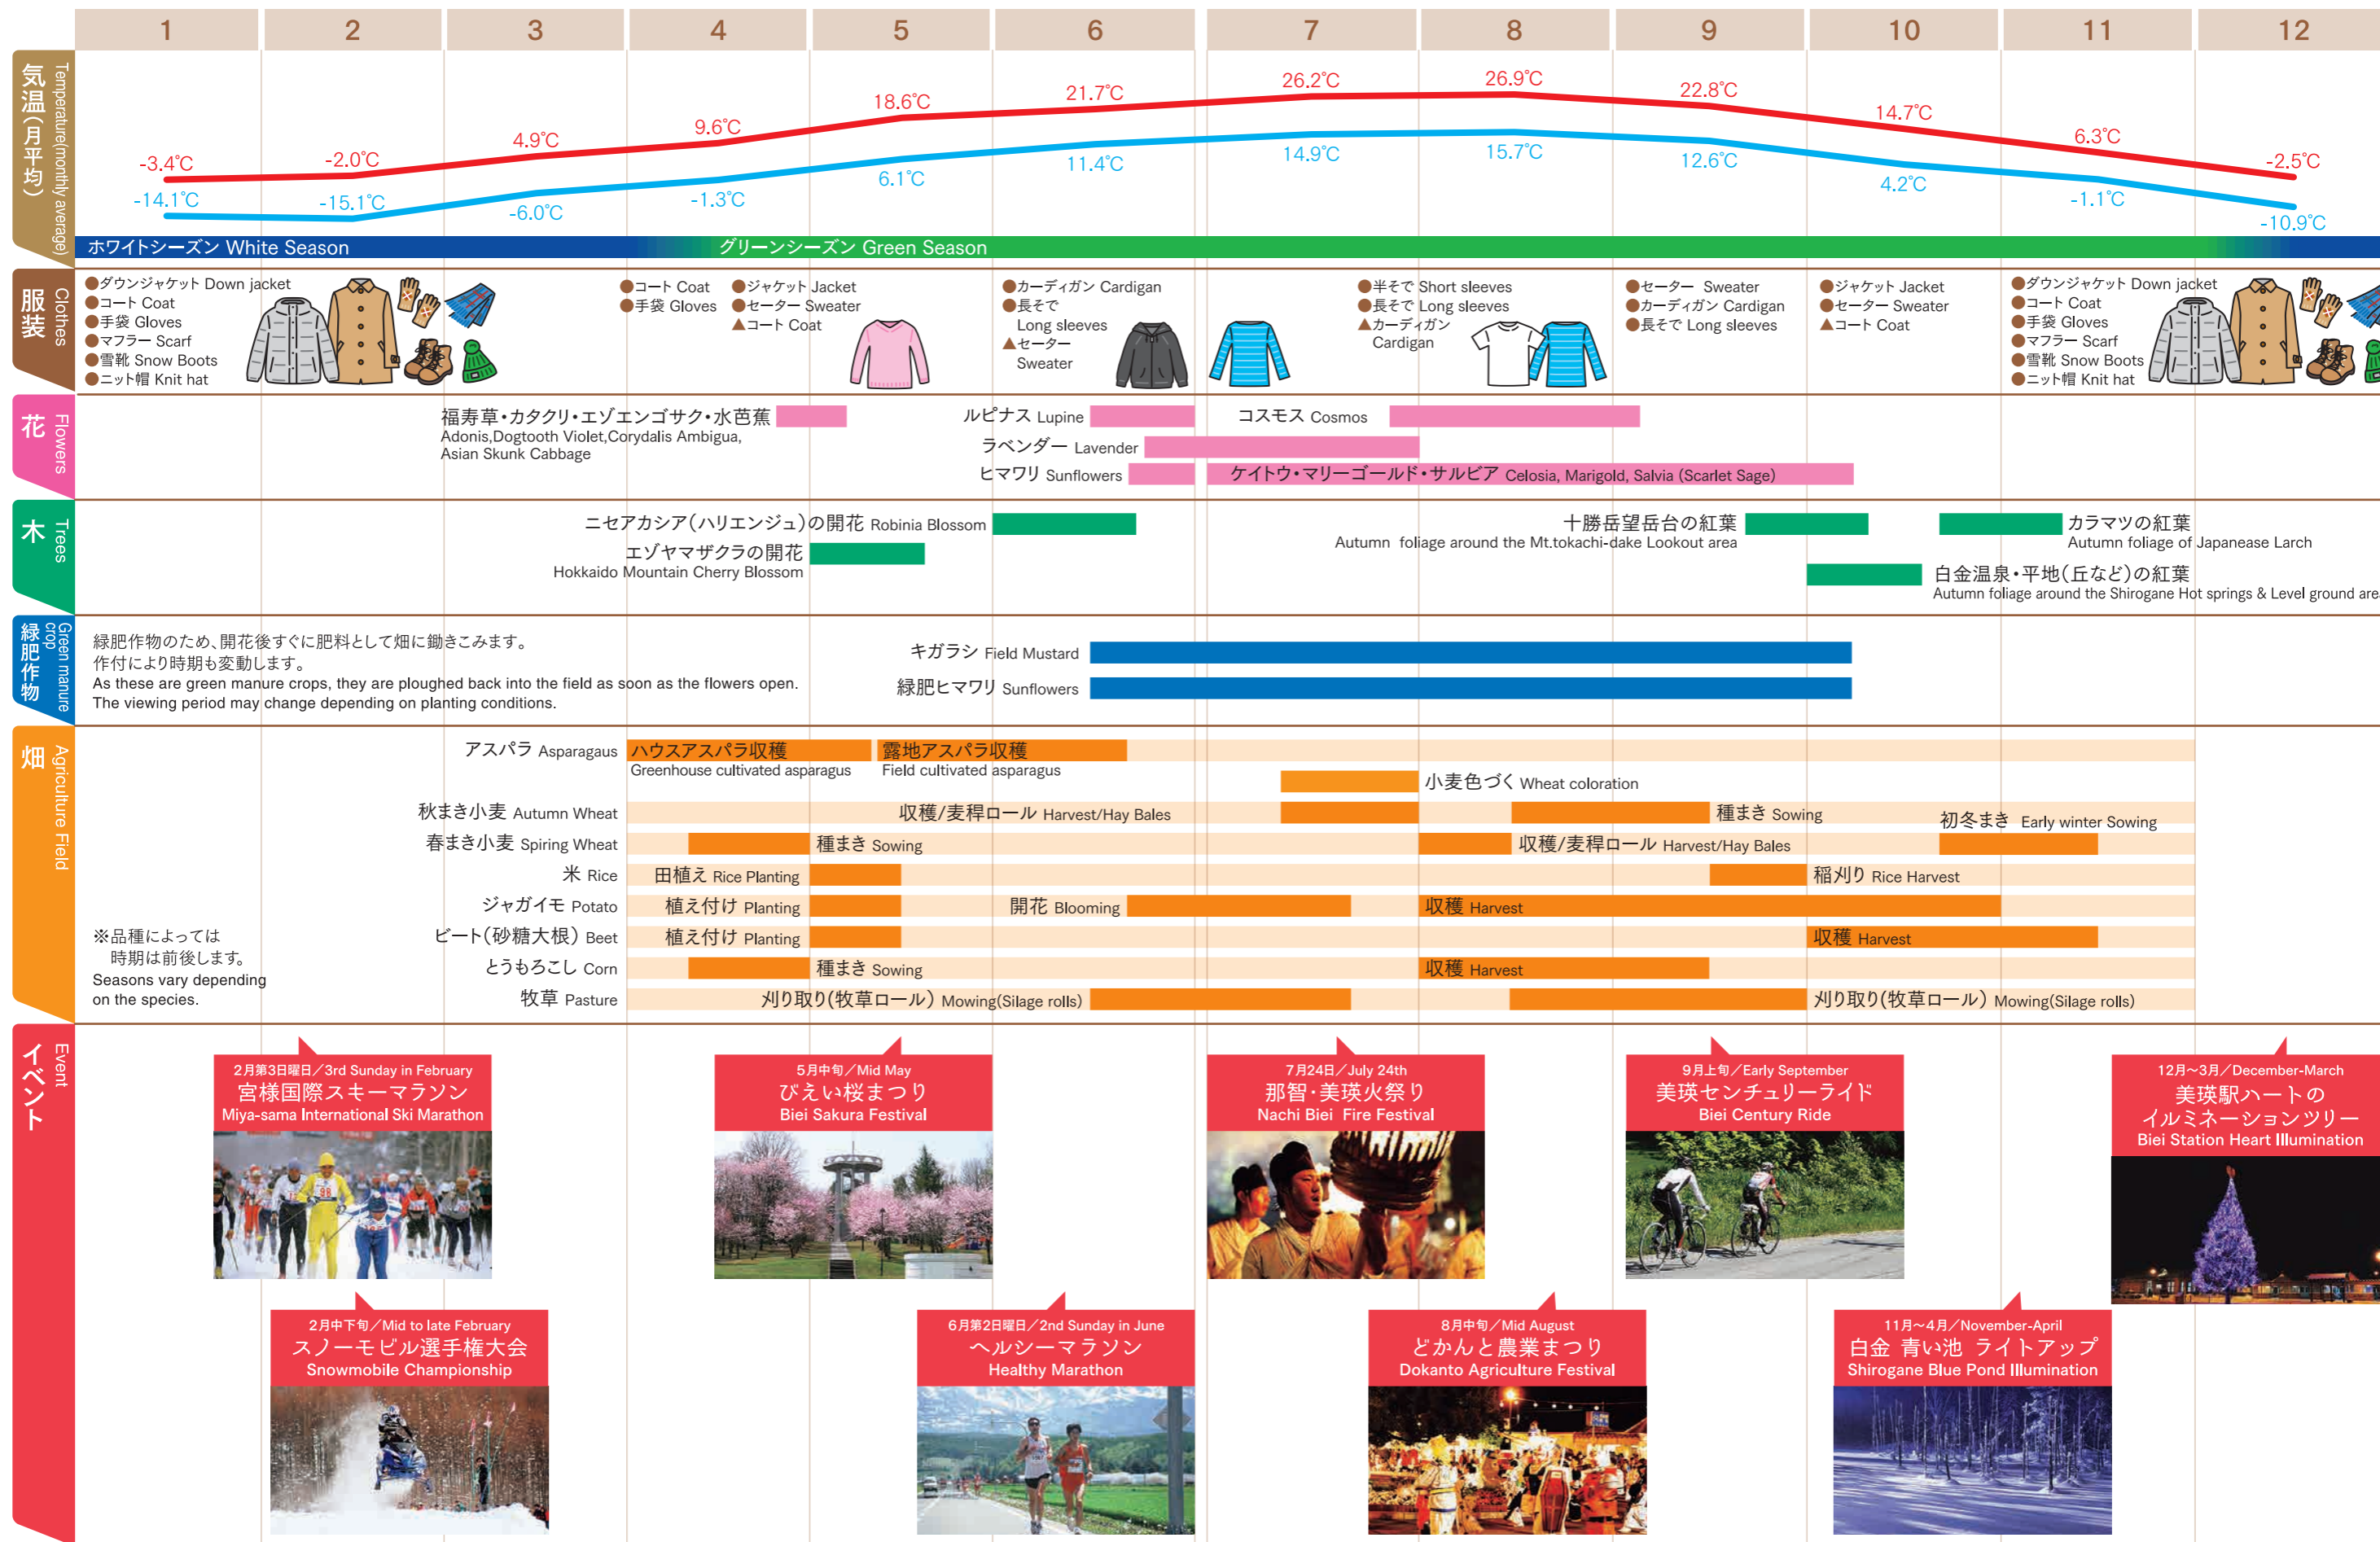 1 2 3 4 5 6 7 8 9 10 11 12
気温(月平均)
Temperature(monthly average)
-3.4℃ -2.0℃ 4.9℃ 9.6℃ 18.6℃ 21.7℃ 26.2℃ 26.9℃ 22.8℃ 14.7℃ 6.3℃ -2.5℃
-14.1℃ -15.1℃ -6.0℃ -1.3℃ 6.1℃ 11.4℃ 14.9℃ 15.7℃ 12.6℃ 4.2℃ -1.1℃ -10.9℃
ホワイトシーズン White Season
グリーンシーズン Green Season
服装
Clothes
●ダウンジャケット Down jacket
●コート Coat
●手袋 Gloves
●マフラー Scarf
●雪靴 Snow Boots
●ニット帽 Knit hat
●コート Coat
●手袋 Gloves
●ジャケット Jacket
●セーター Sweater
▲コート Coat
●カーディガン Cardigan
●長そで
Long sleeves
▲セーター
Sweater
●半そで Short sleeves
●長そで Long sleeves
▲カーディガン
Cardigan
●セーター Sweater
●カーディガン Cardigan
●長そで Long sleeves
●ジャケット Jacket
●セーター Sweater
▲コート Coat
●ダウンジャケット Down jacket
●コート Coat
●手袋 Gloves
●マフラー Scarf
●雪靴 Snow Boots
●ニット帽 Knit hat
花
Flowers
福寿草・カタクリ・エゾエンゴサク・水芭蕉
Adonis,Dogtooth Violet,Corydalis Ambigua,
Asian Skunk Cabbage
ルピナス Lupine
コスモス Cosmos
ラベンダー Lavender
ヒマワリ Sunflowers
ケイトウ・マリーゴールド・サルビア Celosia, Marigold, Salvia (Scarlet Sage)
木
Trees
ニセアカシア(ハリエンジュ)の開花 Robinia Blossom
エゾヤマザクラの開花
Hokkaido Mountain Cherry Blossom
十勝岳望岳台の紅葉
Autumn foliage around the Mt.tokachi-dake Lookout area
カラマツの紅葉
Autumn foliage of Japanease Larch
白金温泉・平地(丘など)の紅葉
Autumn foliage around the Shirogane Hot springs & Level ground are
緑肥作物
Green manure
crop
緑肥作物のため、開花後すぐに肥料として畑に鋤きこみます。
作付により時期も変動します。
As these are green manure crops, they are ploughed back into the field as soon as the flowers open.
The viewing period may change depending on planting conditions.
キガラシ Field Mustard
緑肥ヒマワリ Sunflowers
畑
Agriculture Field
アスパラ Asparagaus
ハウスアスパラ収穫
Greenhouse cultivated asparagus
露地アスパラ収穫
Field cultivated asparagus
小麦色づく Wheat coloration
秋まき小麦 Autumn Wheat
収穫/麦稈ロール Harvest/Hay Bales
種まき Sowing
初冬まき Early winter Sowing
春まき小麦 Spiring Wheat
種まき Sowing
収穫/麦稈ロール Harvest/Hay Bales
米 Rice
田植え Rice Planting
稲刈り Rice Harvest
ジャガイモ Potato
植え付け Planting
開花 Blooming
収穫 Harvest
ビート(砂糖大根) Beet
植え付け Planting
収穫 Harvest
とうもろこし Corn
種まき Sowing
収穫 Harvest
牧草 Pasture
刈り取り(牧草ロール) Mowing(Silage rolls)
刈り取り(牧草ロール) Mowing(Silage rolls)
※品種によっては
時期は前後します。
Seasons vary depending
on the species.
イベント
Event
2月第3日曜日/3rd Sunday in February
宮様国際スキーマラソン
Miya-sama International Ski Marathon
5月中旬/Mid May
びえい桜まつり
Biei Sakura Festival
7月24日/July 24th
那智・美瑛火祭り
Nachi Biei Fire Festival
9月上旬/Early September
美瑛センチュリーライド
Biei Century Ride
12月~3月/December-March
美瑛駅ハートの
イルミネーションツリー
Biei Station Heart Illumination
98
2月中下旬/Mid to late February
スノーモビル選手権大会
Snowmobile Championship
6月第2日曜日/2nd Sunday in June
ヘルシーマラソン
Healthy Marathon
8月中旬/Mid August
どかんと農業まつり
Dokanto Agriculture Festival
11月~4月/November-April
白金 青い池 ライトアップ
Shirogane Blue Pond Illumination